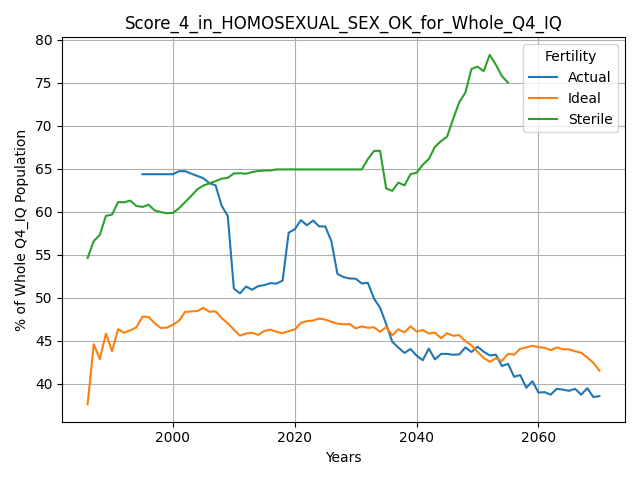 Score_4_in_HOMOSEXUAL_SEX_OK_for_Whole_Q4_IQ
% of Whole Q4_IQ Population
80
75
70
65
60
55
50
45
40
Fertility
Actual
Ideal
Sterile
2000
2020
2040
2060
Years